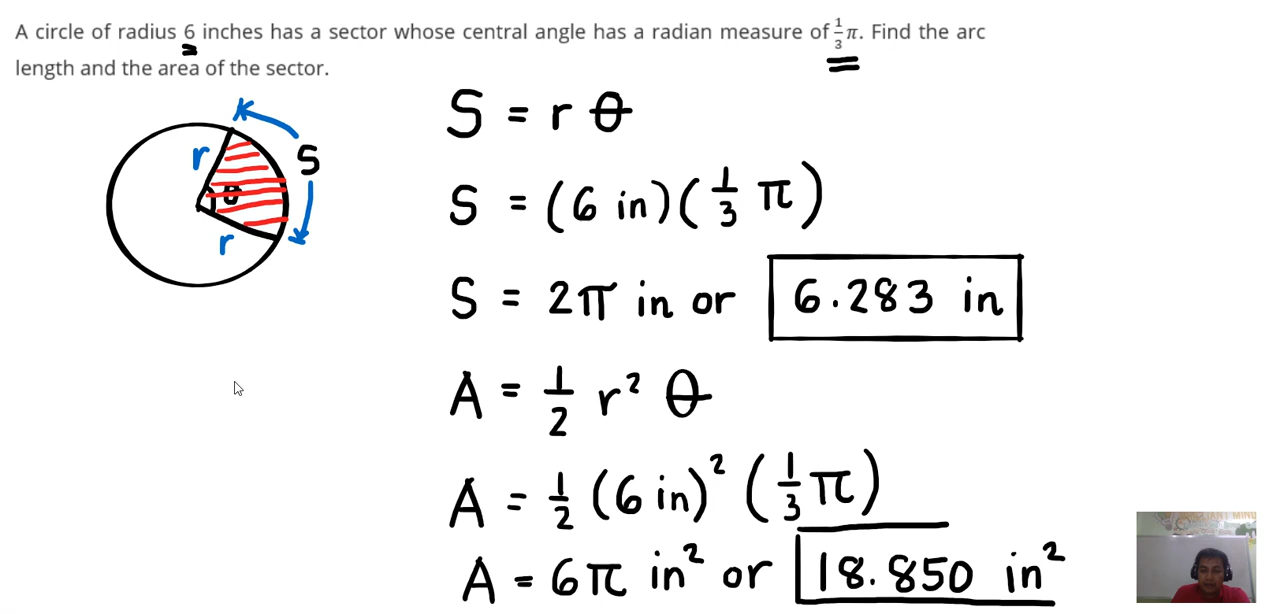 A circle of radius 6 inches has a sector whose central angle has a radian measure of 1/3 π. Find the arc
length and the area of the sector.
r
S
θ
r
S = r θ
S = (6 in)(1/3 π)
S = 2π in or 6.283 in
A = 1/2 r² θ
A = 1/2 (6 in)² (1/3 π)
A = 6π in² or 18.850 in²